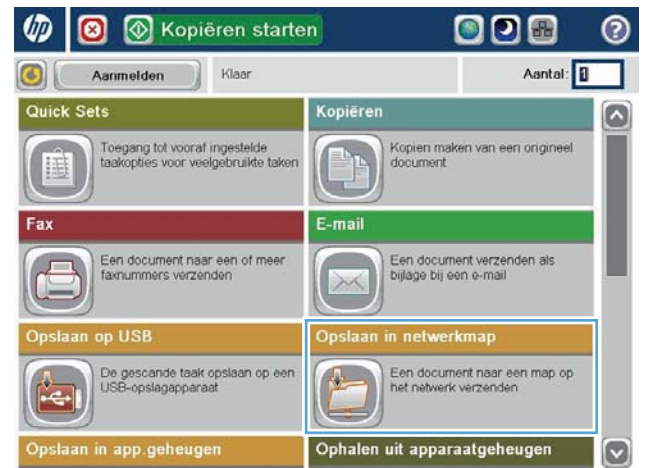 hp
Kopiëren starten
?
Aanmelden
Klaar
Aantal: 1
Quick Sets
Toegang tot vooraf ingestelde
taakopties voor veelgebruikte taken
Kopiëren
Kopien maken van een origineel
document
Fax
Een document naar een of meer
faxnummers verzenden
E-mail
Een document verzenden als
bijlage bij een e-mail
Opslaan op USB
De gescande taak opslaan op een
USB-opslagapparaat
Opslaan in netwerkmap
Een document naar een map op
het netwerk verzenden
Opslaan in app.geheugen
Ophalen uit apparaatgeheugen